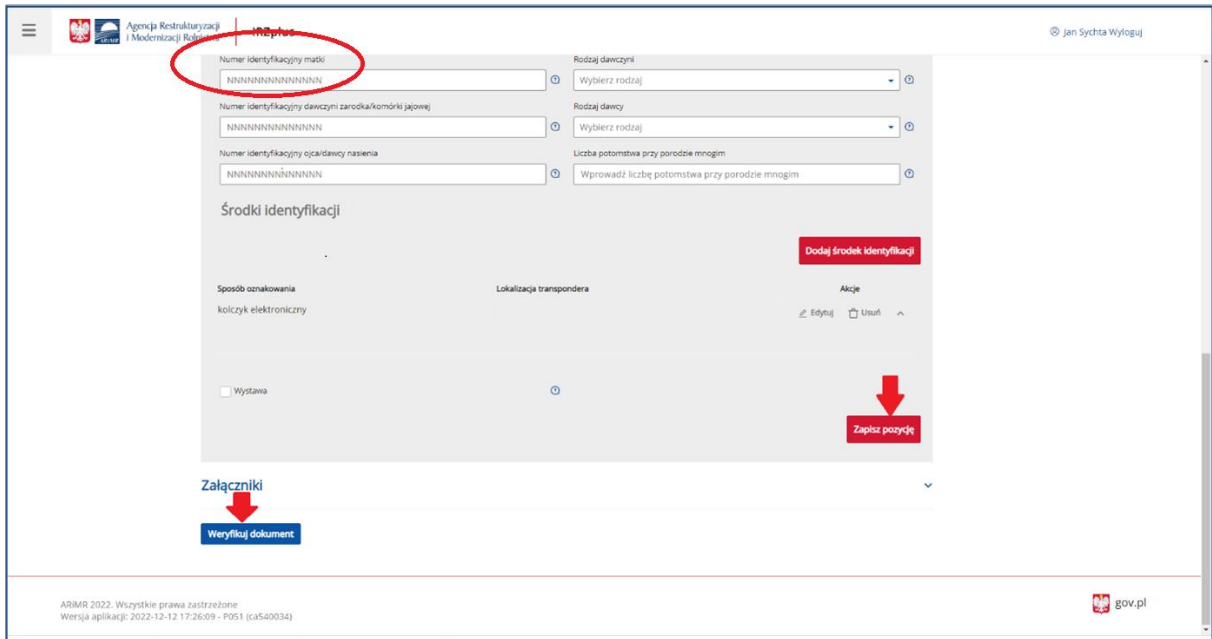 Agencja Restrukturyzacji
i Modernizacji Rolnictwa
IRZplus
Jan Sychta Wyloguj
ARiMR
Numer identyfikacyjny matki
Rodzaj dawczyni
NNNNNNNNNNNNNN
Wybierz rodzaj
Numer identyfikacyjny dawczyni zarodka/komórki jajowej
Rodzaj dawcy
NNNNNNNNNNNNNN
Wybierz rodzaj
Numer identyfikacyjny ojca/dawcy nasienia
Liczba potomstwa przy porodzie mnogim
NNNNNNNNNNNNNN
Wprowadź liczbę potomstwa przy porodzie mnogim
Środki identyfikacji
Dodaj środek identyfikacji
Sposób oznakowania
Lokalizacja transpondera
Akcje
kolczyk elektroniczny
Edytuj
Usuń
Wystawa
Zapisz pozycję
Załączniki
Weryfikuj dokument
ARiMR 2022. Wszystkie prawa zastrzeżone
Wersja aplikacji: 2022-12-12 17:26:09 - P051 (ca540034)
gov.pl